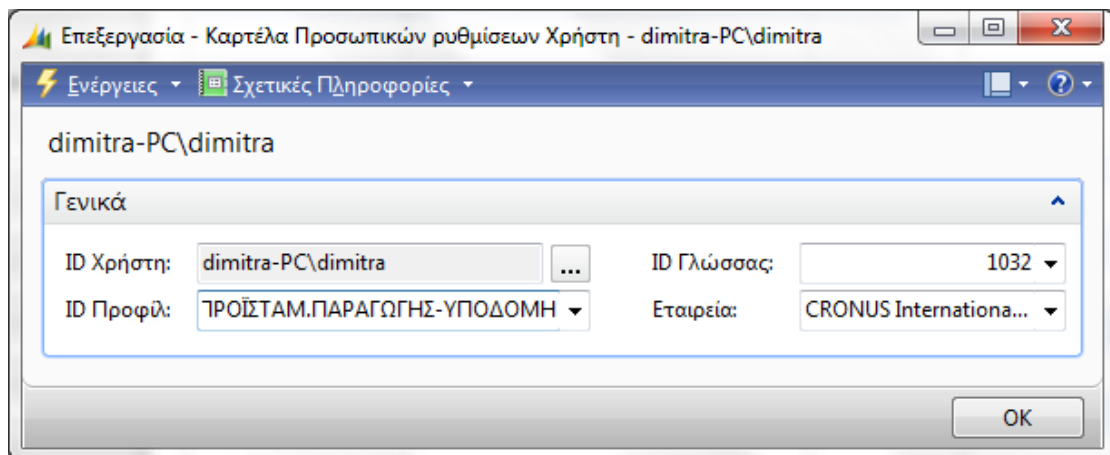 Επεξεργασία - Καρτέλα Προσωπικών ρυθμίσεων Χρήστη - dimitra-PC\dimitra
Ενέργειες Σχετικές Πληροφορίες
dimitra-PC\dimitra
Γενικά
ID Χρήστη: dimitra-PC\dimitra ... ID Γλώσσας: 1032
ID Προφίλ: ΠΡΟΪΣΤΑΜ.ΠΑΡΑΓΩΓΗΣ-ΥΠΟΔΟΜΗ Εταιρεία: CRONUS Internationa...
OK